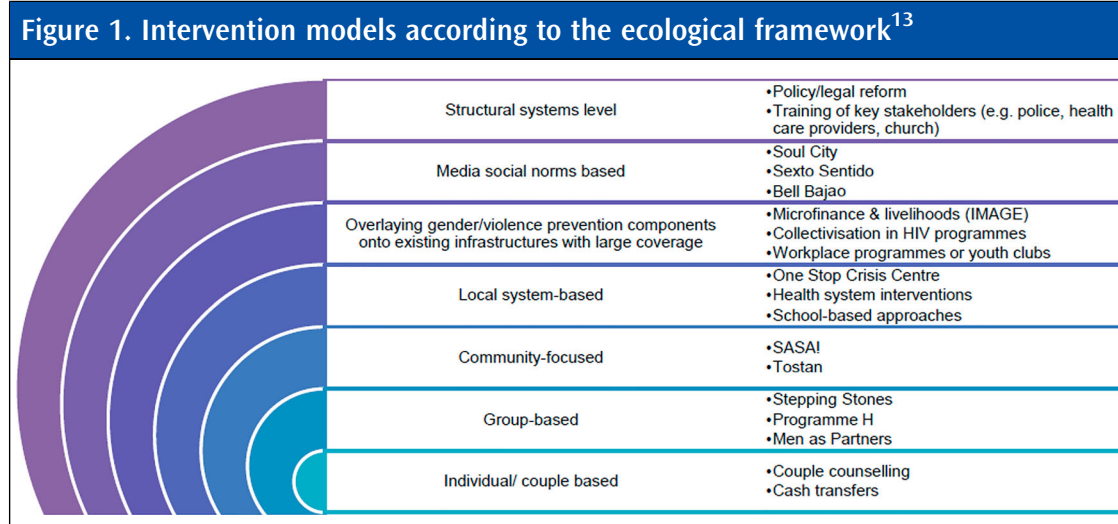 Figure 1. Intervention models according to the ecological framework13
Structural systems level
•Policy/legal reform
•Training of key stakeholders (e.g. police, health
care providers, church)
Media social norms based
•Soul City
•Sexto Sentido
•Bell Bajao
Overlaying gender/violence prevention components
onto existing infrastructures with large coverage
•Microfinance & livelihoods (IMAGE)
•Collectivisation in HIV programmes
•Workplace programmes or youth clubs
Local system-based
•One Stop Crisis Centre
•Health system interventions
•School-based approaches
Community-focused
•SASA!
•Tostan
Group-based
•Stepping Stones
•Programme H
•Men as Partners
Individual/ couple based
•Couple counselling
•Cash transfers